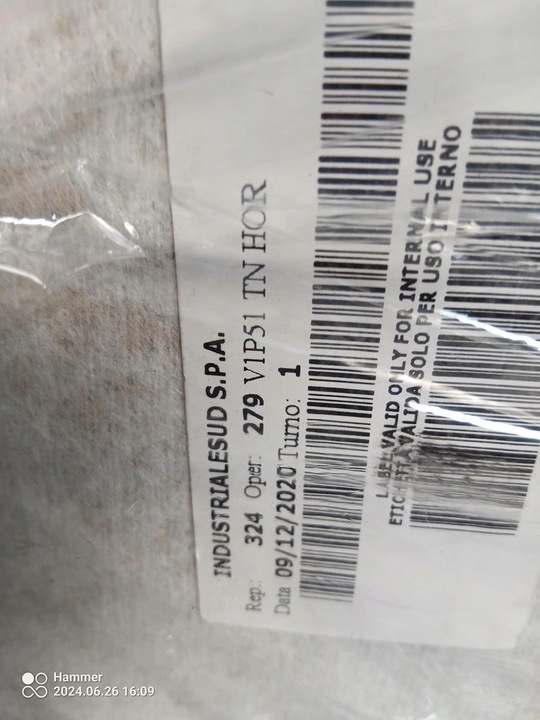 INDUSTRIALESUD S.P.A.
Rep.: 324 Oper.: 279 V1P51 TN HOR
Data 09/12/2020 Turno: 1
LABEL VALID ONLY FOR INTERNAL USE
ETICHETTA VALIDA SOLO PER USO INTERNO
Hammer
2024.06.26 16:09